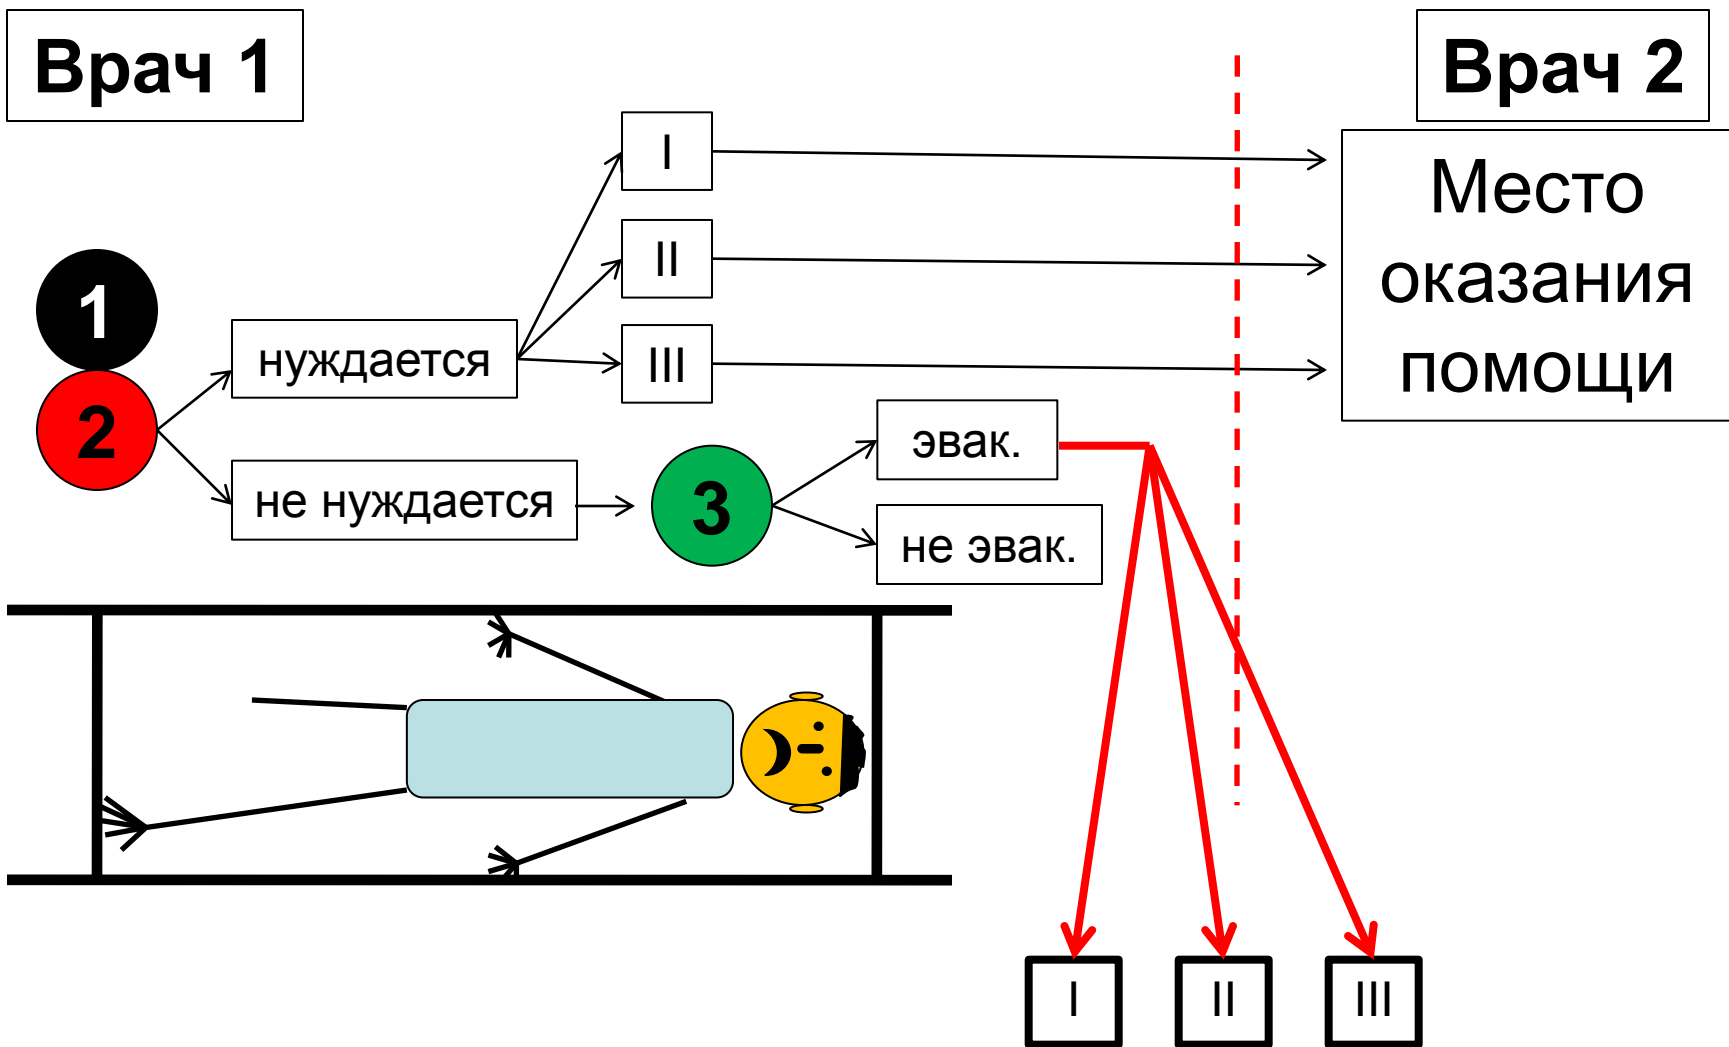 Врач 1
Врач 2
I
II
III
Место
оказания
помощи
1
2
нуждается
не нуждается
3
эвак.
не эвак.
I
II
III